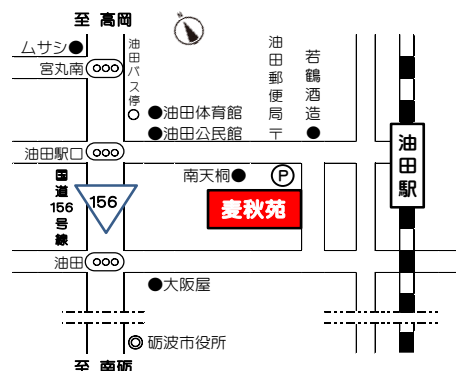 至 高岡
N
ムサシ
宮丸南
油田バス停
油田郵便局
〒
若鶴酒造
油田体育館
油田公民館
油田駅口
油田駅
南天桐
P
国道156号線
156
麦秋苑
油田
大阪屋
砺波市役所
至 南砺